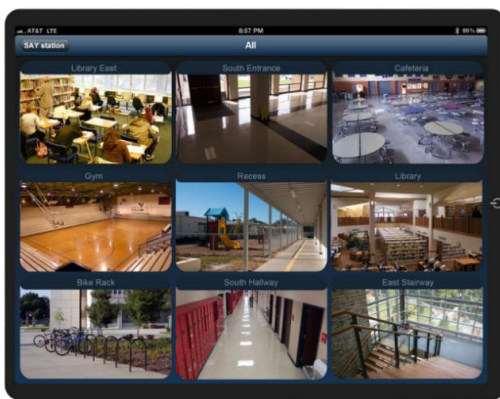 AT&T LTE 8:57 PM 99%
SAY station All
Library East South Entrance Cafeteria
Gym Recess Library
Bike Rack South Hallway East Stairway